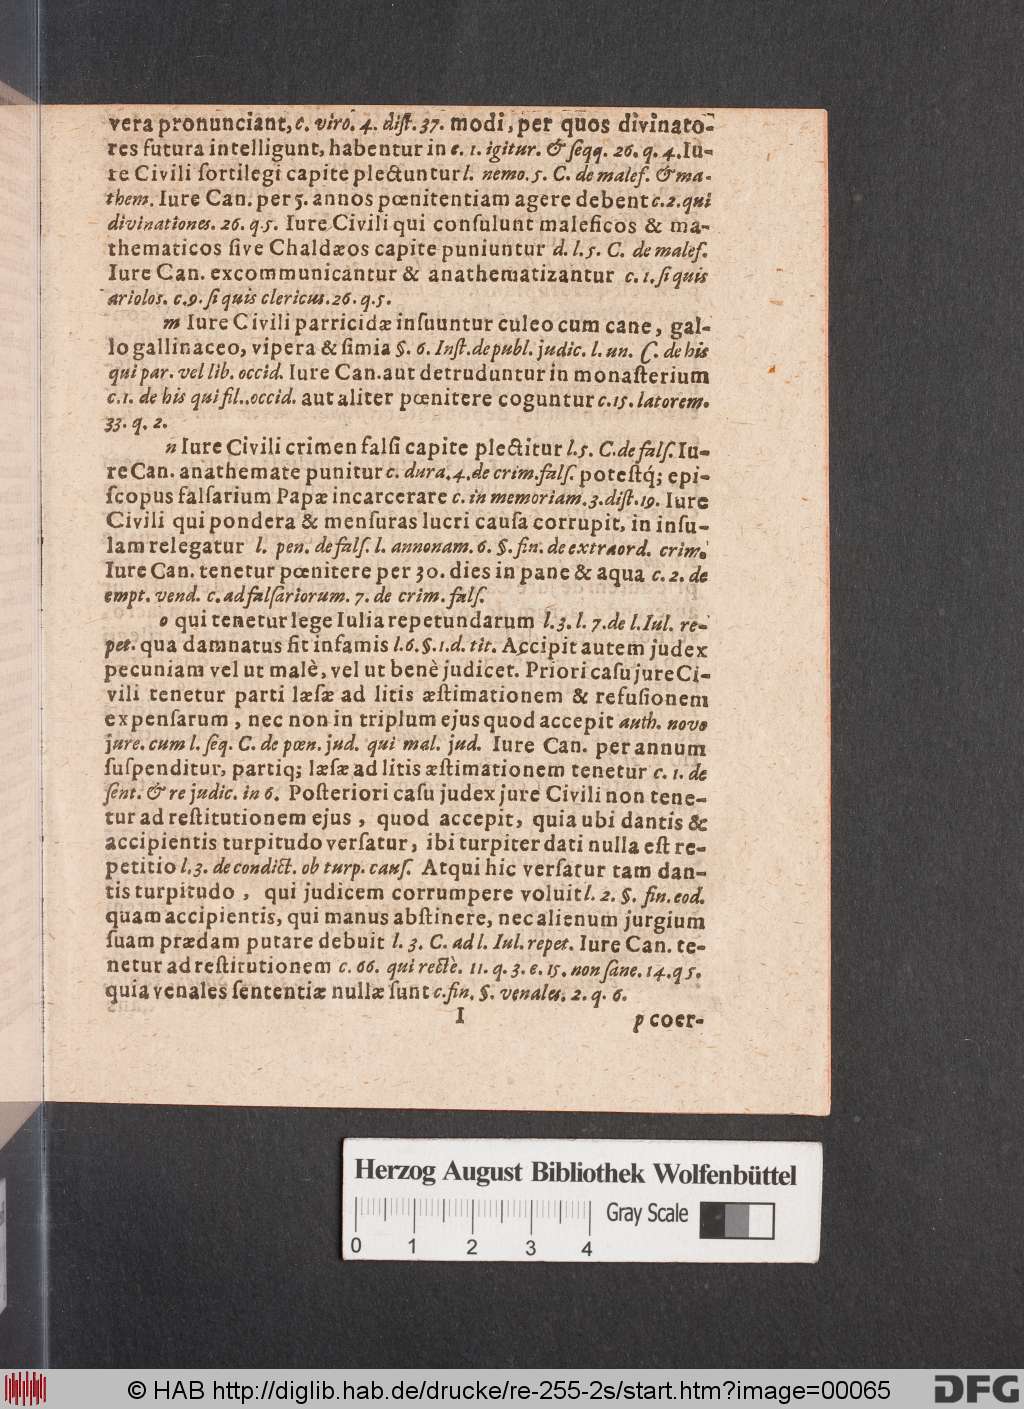 vera pronunciant, c. viro. 4. diſt. 37. modi, per quos divinato-
res futura intelligunt, habentur in c. 1. igitur. & ſeqq. 26. q. 4. Iu-
re Civili ſortilegi capite plectuntur l. nemo. 5. C. de malef. & ma-
them. Iure Can. per 5. annos pœnitentiam agere debent c. 2. qui
divinationes. 26. q. 5. Iure Civili qui conſulunt maleficos & ma-
thematicos ſive Chaldæos capite puniuntur d. l. 5. C. de malef.
Iure Can. excommunicantur & anathematizantur c. 1. ſi quis
ariolos. c. 9. ſi quis clericus. 26. q. 5.
m Iure Civili parricidæ inſuuntur culeo cum cane, gal-
lo gallinaceo, vipera & ſimia §. 6. Inſt. de publ. judic. l. un. C. de his
qui par. vel lib. occid. Iure Can. aut detruduntur in monaſterium
c. 1. de his qui fil.. occid. aut aliter pœnitere coguntur c. 15. latorem.
33. q. 2.
n Iure Civili crimen falſi capite plectitur l. 5. C. de falſ. Iu-
re Can. anathemate punitur c. dura. 4. de crim. falſ. poteſtq́; epi-
ſcopus falſarium Papæ incarcerare c. in memoriam. 3. diſt. 19. Iure
Civili qui pondera & menſuras lucri cauſa corrupit, in inſu-
lam relegatur l. pen. de falſ. l. annonam. 6. §. fin. de extraord. crim.
Iure Can. tenetur pœnitere per 30. dies in pane & aqua c. 2. de
empt. vend. c. ad falſariorum. 7. de crim. falſ.
o qui tenetur lege Iulia repetundarum l. 3. l. 7. de l. Iul. re-
pet. qua damnatus fit infamis l. 6. §. 1. d. tit. Accipit autem judex
pecuniam vel ut malè, vel ut benè judicet. Priori caſu jure Ci-
vili tenetur parti læſæ ad litis æſtimationem & refuſionem
expenſarum, nec non in triplum ejus quod accepit auth. novo
jure. cum l. ſeq. C. de pœn. jud. qui mal. jud. Iure Can. per annum
ſuſpenditur, partiq; læſæ ad litis æſtimationem tenetur c. 1. de
ſent. & re judic. in 6. Poſteriori caſu judex jure Civili non tene-
tur ad reſtitutionem ejus, quod accepit, quia ubi dantis &
accipientis turpitudo verſatur, ibi turpiter dati nulla eſt re-
petitio l. 3. de condict. ob turp. cauſ. Atqui hic verſatur tam dan-
tis turpitudo, qui judicem corrumpere voluit l. 2. §. fin. eod.
quam accipientis, qui manus abſtinere, nec alienum jurgium
ſuam prædam putare debuit l. 3. C. ad l. Iul. repet. Iure Can. te-
netur ad reſtitutionem c. 66. qui rectè. 11. q. 3. c. 15. non ſane. 14. q 5.
quia venales ſententiæ nullæ ſunt c. fin. §. venales. 2. q. 6.
I
p coer-
Herzog August Bibliothek Wolfenbüttel
Gray Scale
0 1 2 3 4
© HAB http://diglib.hab.de/drucke/re-255-2s/start.htm?image=00065
DFG